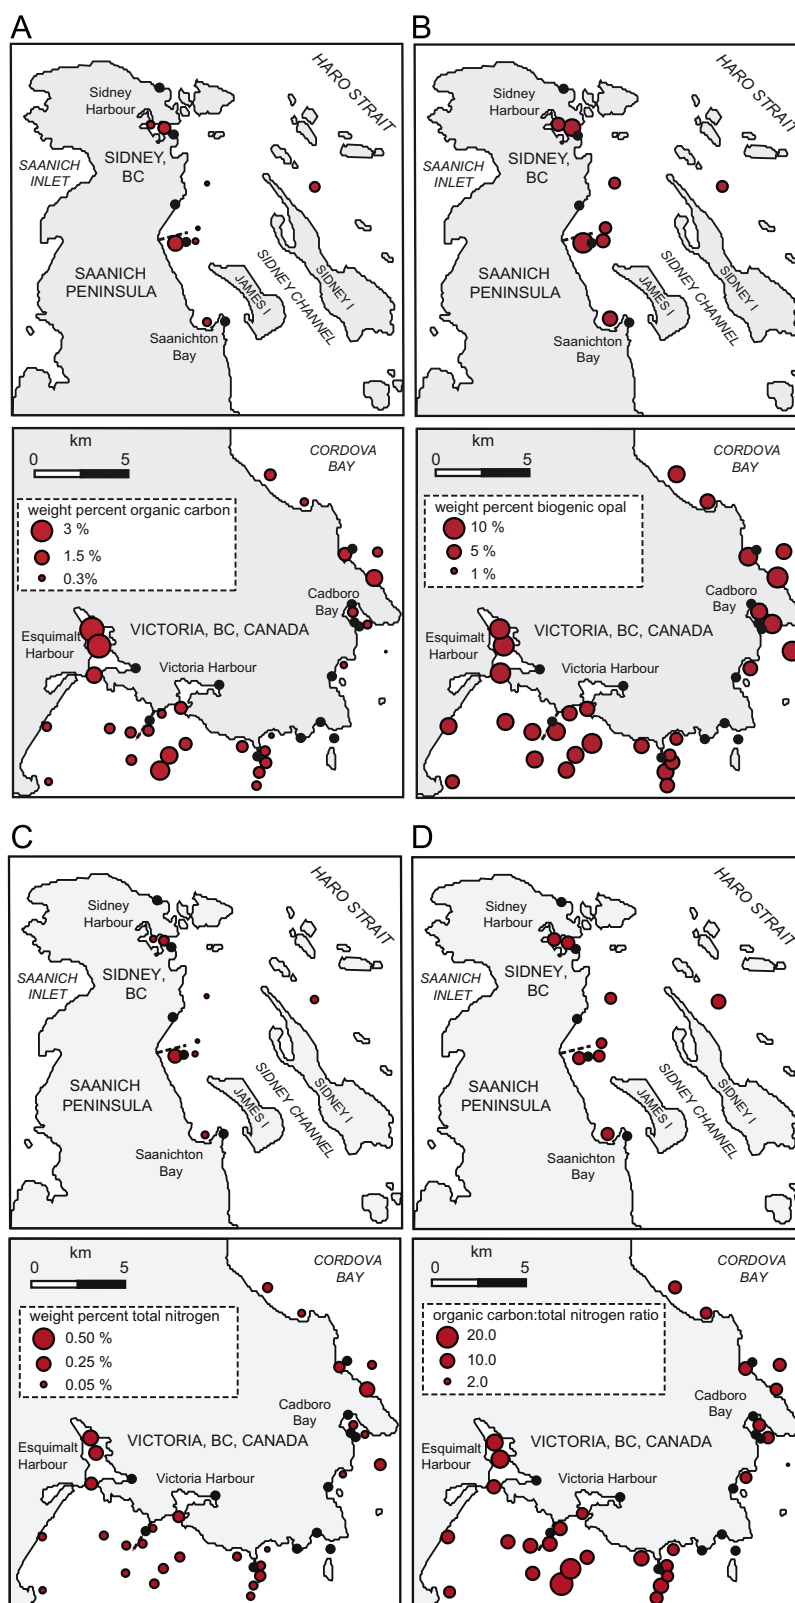 A
HARO STRAIT
Sidney
Harbour
SAANICH
INLET
SIDNEY,
BC
SAANICH
PENINSULA
JAMES I
SIDNEY CHANNEL
SIDNEY I
Saanichton
Bay
km
0 5
CORDOVA
BAY
weight percent organic carbon
3 %
1.5 %
0.3%
Cadboro
Bay
Esquimalt
Harbour
VICTORIA, BC, CANADA
Victoria Harbour
B
HARO STRAIT
Sidney
Harbour
SAANICH
INLET
SIDNEY,
BC
SAANICH
PENINSULA
JAMES I
SIDNEY CHANNEL
SIDNEY I
Saanichton
Bay
km
0 5
CORDOVA
BAY
weight percent biogenic opal
10 %
5 %
1 %
Cadboro
Bay
Esquimalt
Harbour
VICTORIA, BC, CANADA
Victoria Harbour
C
HARO STRAIT
Sidney
Harbour
SAANICH
INLET
SIDNEY,
BC
SAANICH
PENINSULA
JAMES I
SIDNEY CHANNEL
SIDNEY I
Saanichton
Bay
km
0 5
CORDOVA
BAY
weight percent total nitrogen
0.50 %
0.25 %
0.05 %
Cadboro
Bay
Esquimalt
Harbour
VICTORIA, BC, CANADA
Victoria Harbour
D
HARO STRAIT
Sidney
Harbour
SAANICH
INLET
SIDNEY,
BC
SAANICH
PENINSULA
JAMES I
SIDNEY CHANNEL
SIDNEY I
Saanichton
Bay
km
0 5
CORDOVA
BAY
organic carbon:total nitrogen ratio
20.0
10.0
2.0
Cadboro
Bay
Esquimalt
Harbour
VICTORIA, BC, CANADA
Victoria Harbour